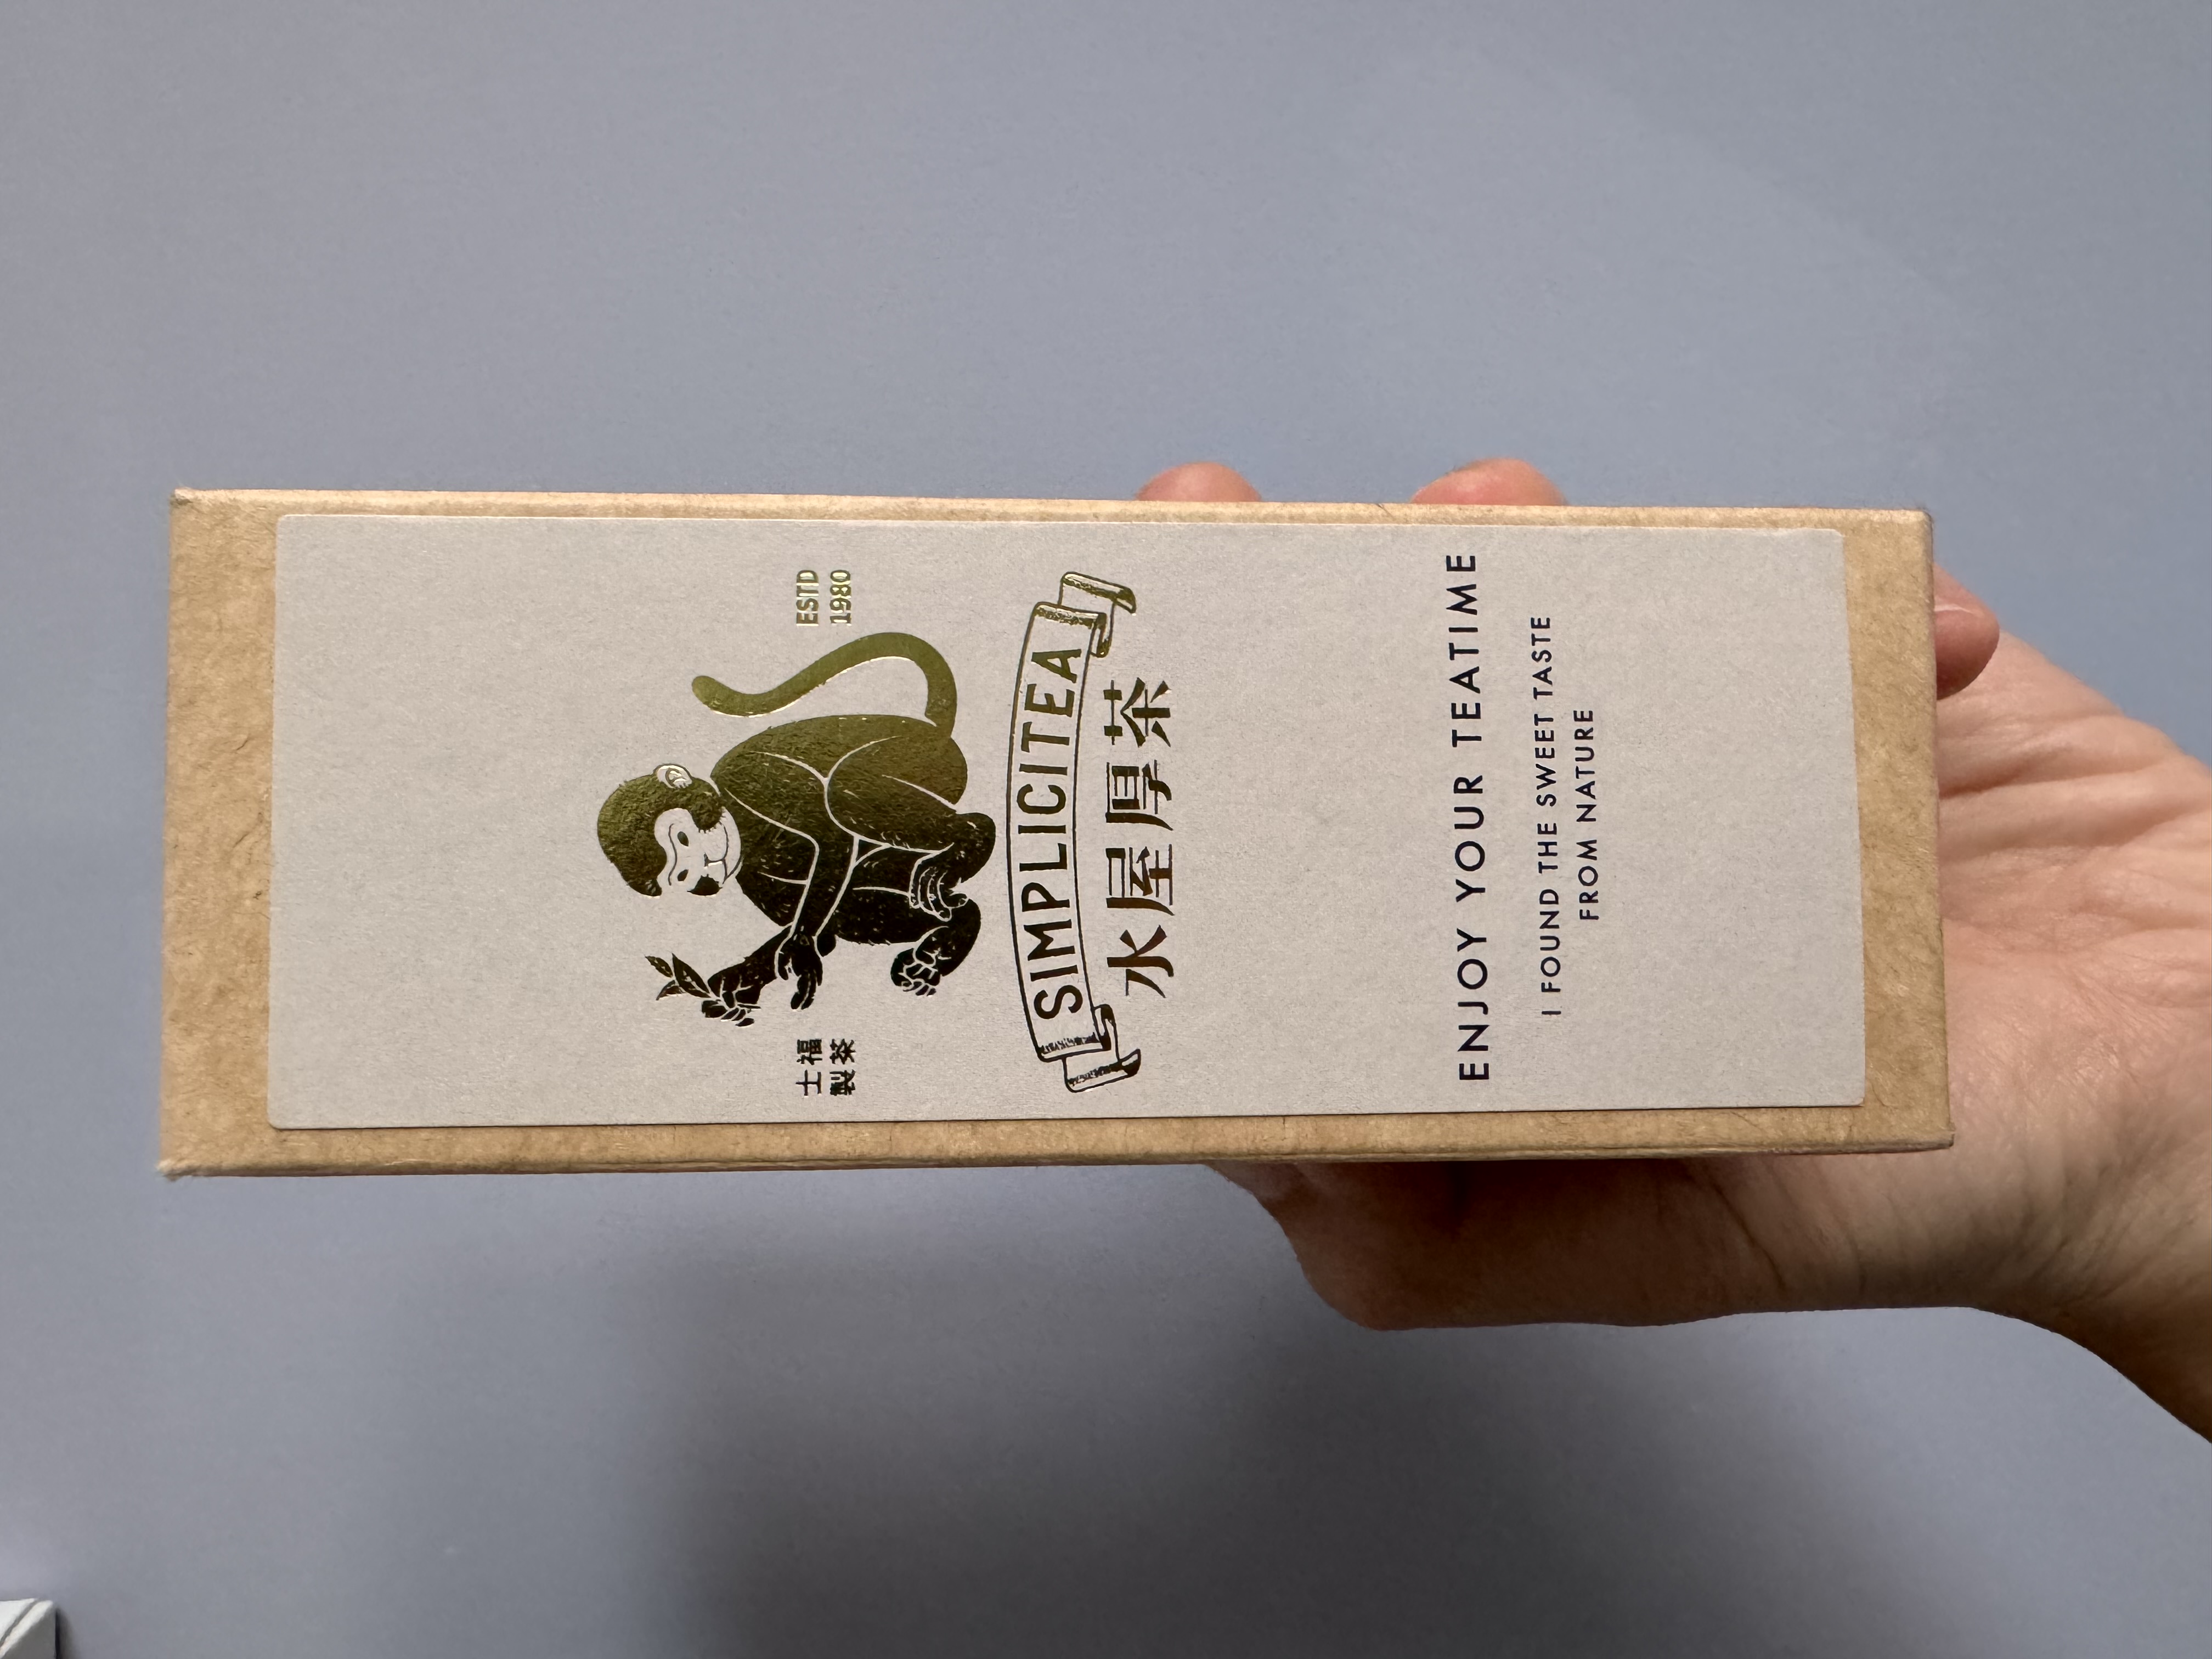 士福 ESTD
製茶 1980
SIMPLICITEA
水屋厚茶
ENJOY YOUR TEATIME
I FOUND THE SWEET TASTE
FROM NATURE